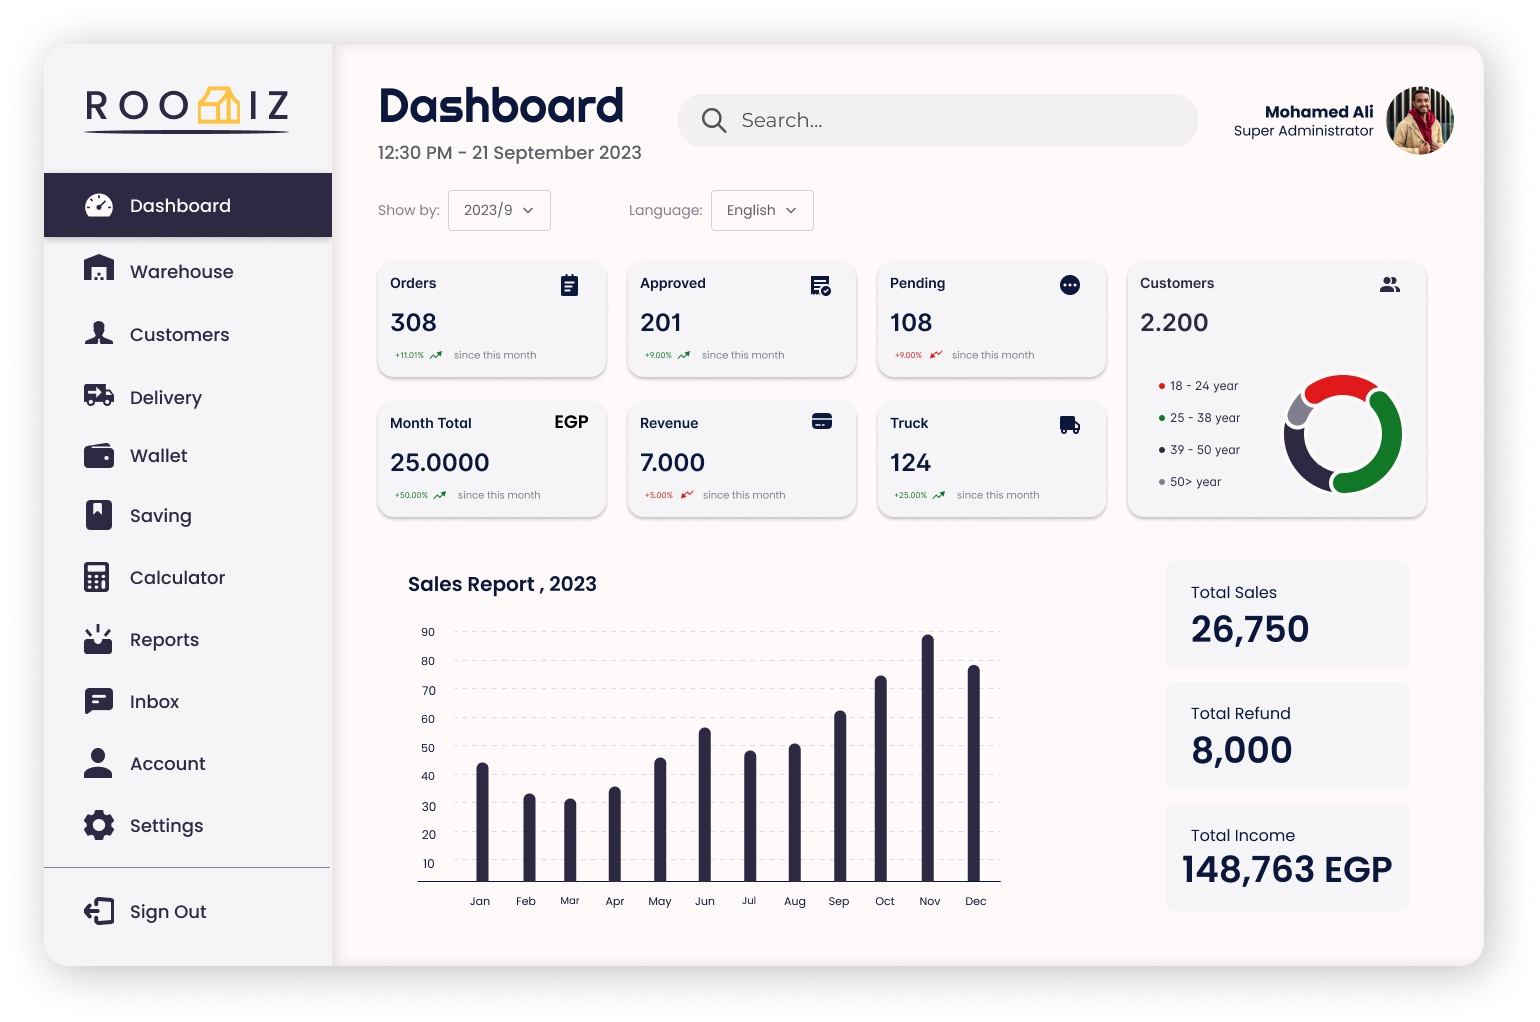 ROOMIZ
Dashboard
Warehouse
Customers
Delivery
Wallet
Saving
Calculator
Reports
Inbox
Account
Settings
Sign Out
Dashboard
12:30 PM - 21 September 2023
Search...
Mohamed Ali
Super Administrator
Show by:
2023/9
Language:
English
Orders
308
+11.01%
since this month
Approved
201
+9.00%
since this month
Pending
108
+9.00%
since this month
Customers
2.200
18 - 24 year
25 - 38 year
39 - 50 year
50> year
Month Total
EGP
25.0000
+50.00%
since this month
Revenue
7.000
+5.00%
since this month
Truck
124
+25.00%
since this month
Sales Report , 2023
90
80
70
60
50
40
30
20
10
Jan
Feb
Mar
Apr
May
Jun
Jul
Aug
Sep
Oct
Nov
Dec
Total Sales
26,750
Total Refund
8,000
Total Income
148,763 EGP